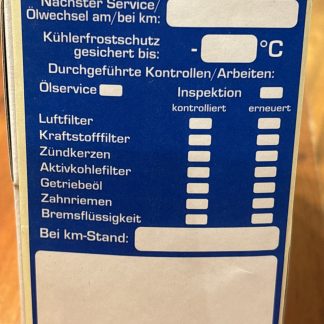 Nächster Service/
Ölwechsel am/bei km:
Kühlerfrostschutz
gesichert bis: - °C
Durchgeführte Kontrollen/Arbeiten:
Ölservice Inspektion
kontrolliert erneuert
Luftfilter
Kraftstofffilter
Zündkerzen
Aktivkohlefilter
Getriebeöl
Zahnriemen
Bremsflüssigkeit
Bei km-Stand: